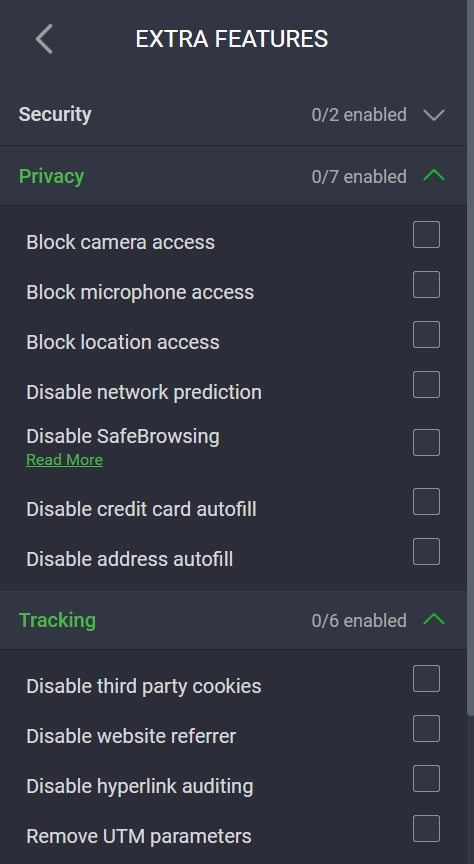 EXTRA FEATURES
Security 0/2 enabled
Privacy 0/7 enabled
Block camera access
Block microphone access
Block location access
Disable network prediction
Disable SafeBrowsing
Read More
Disable credit card autofill
Disable address autofill
Tracking 0/6 enabled
Disable third party cookies
Disable website referrer
Disable hyperlink auditing
Remove UTM parameters